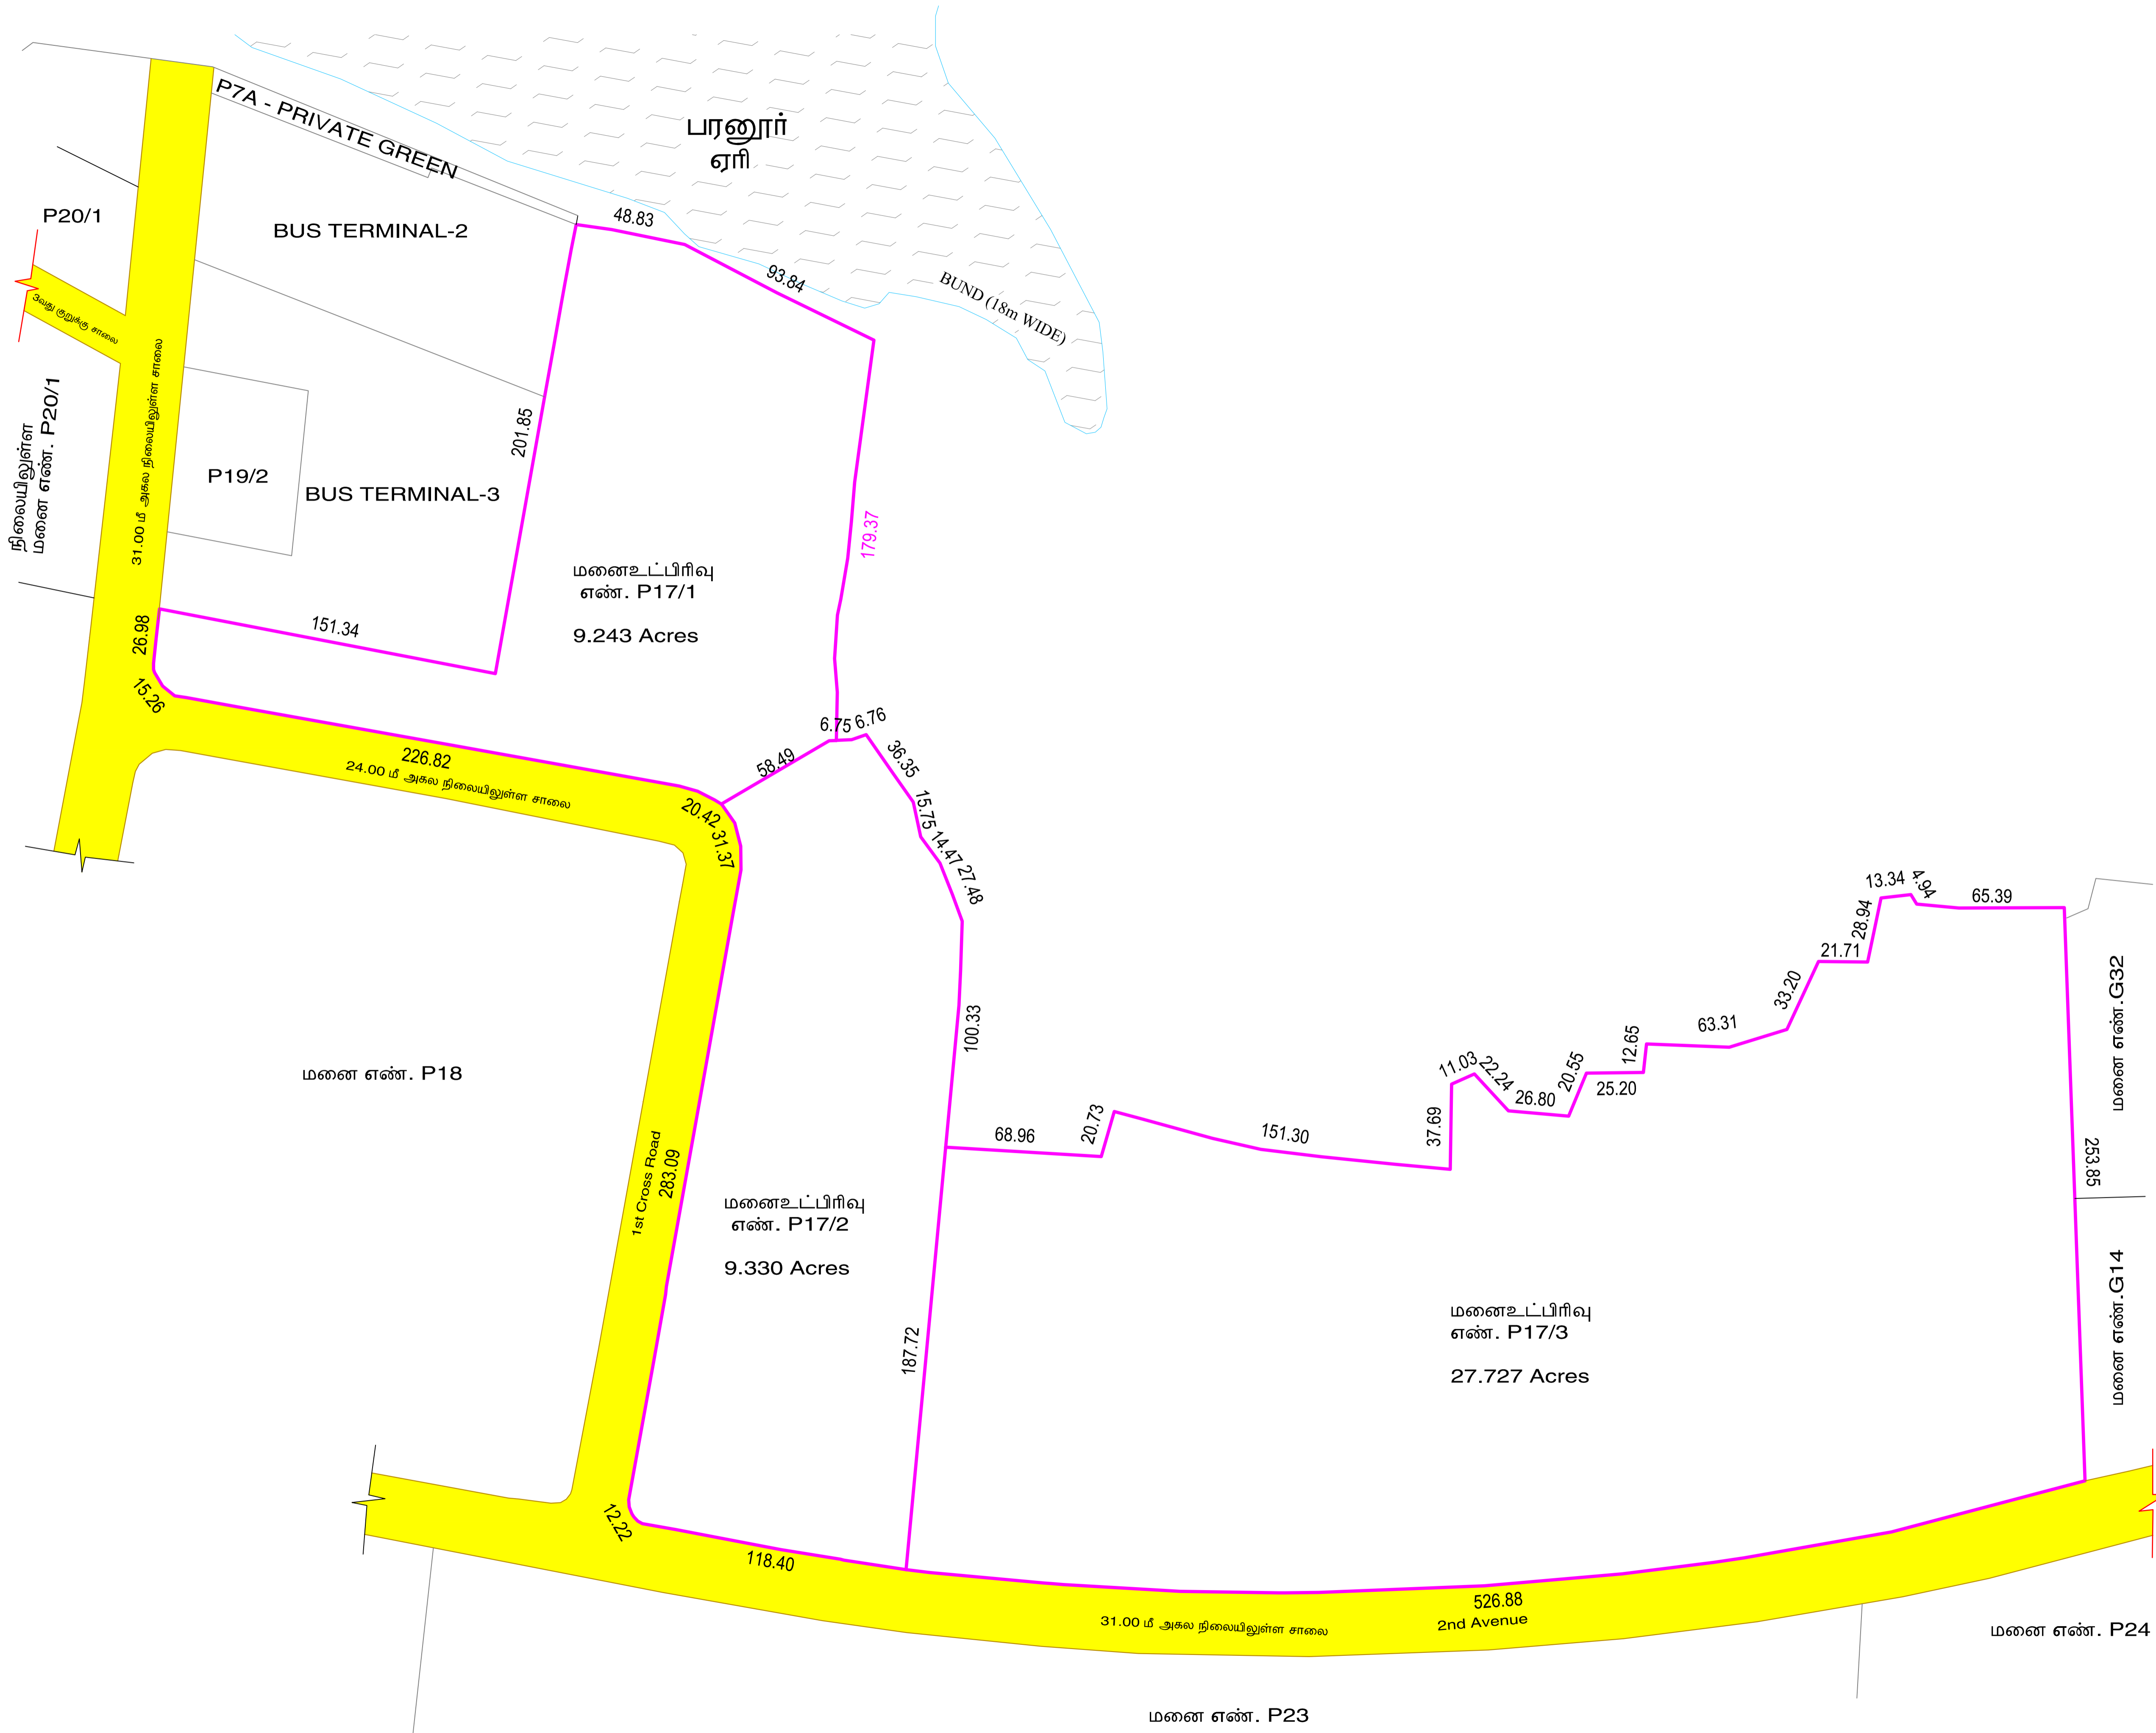 P7A - PRIVATE GREEN
பரனூர்
ஏரி
P20/1
BUS TERMINAL-2
48.83
93.84
BUND (18m WIDE)
3வது குறுக்கு சாலை
31.00 மீ அகல நிலையிலுள்ள சாலை
நிலையிலுள்ள
மனை எண். P20/1
P19/2
BUS TERMINAL-3
201.85
179.37
மனைஉட்பிரிவு
எண். P17/1
9.243 Acres
26.98
151.34
15.26
226.82
24.00 மீ அகல நிலையிலுள்ள சாலை
20.42
31.37
58.49
6.75
6.76
36.35
15.75
14.47
27.48
100.33
மனை எண். P18
1st Cross Road
283.09
மனைஉட்பிரிவு
எண். P17/2
9.330 Acres
187.72
68.96
20.73
151.30
37.69
11.03
22.24
26.80
20.55
25.20
12.65
63.31
33.20
21.71
28.94
13.34
4.94
65.39
மனை எண்.G32
253.85
மனை எண்.G14
மனைஉட்பிரிவு
எண். P17/3
27.727 Acres
12.22
118.40
526.88
31.00 மீ அகல நிலையிலுள்ள சாலை
2nd Avenue
மனை எண். P24
மனை எண். P23